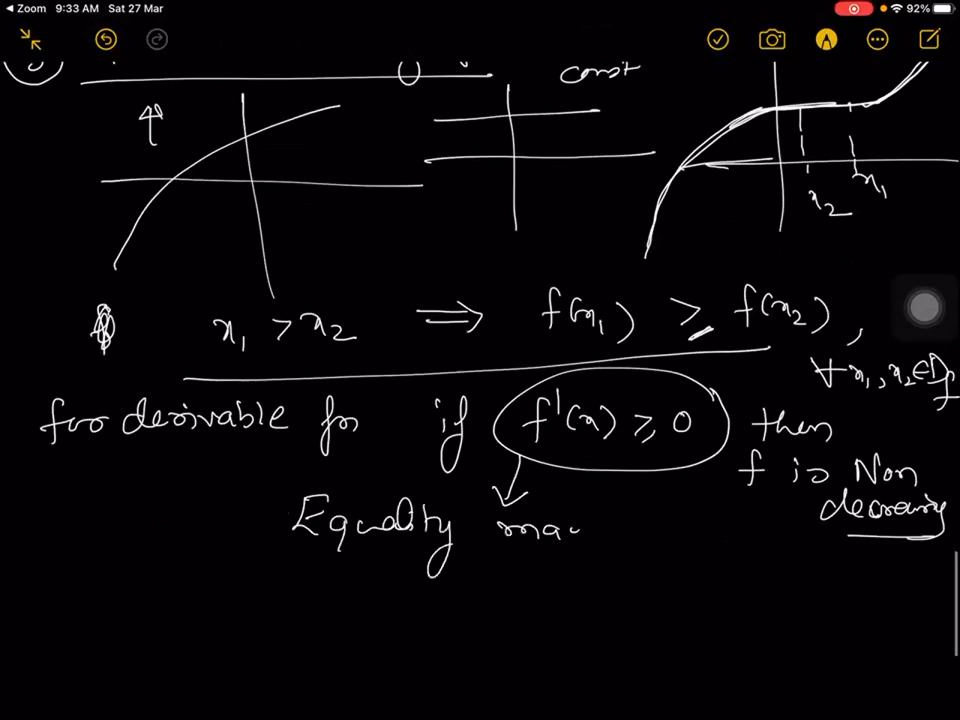 Zoom 9:33 AM Sat 27 Mar 92%
const
x₂ x₁
x₁ > x₂ ⟹ f(x₁) ≥ f(x₂),
∀ x₁, x₂ ∈ Df
for derivable fn if f'(x) ≥ 0 then
f is Non
decreasing
Equality ma